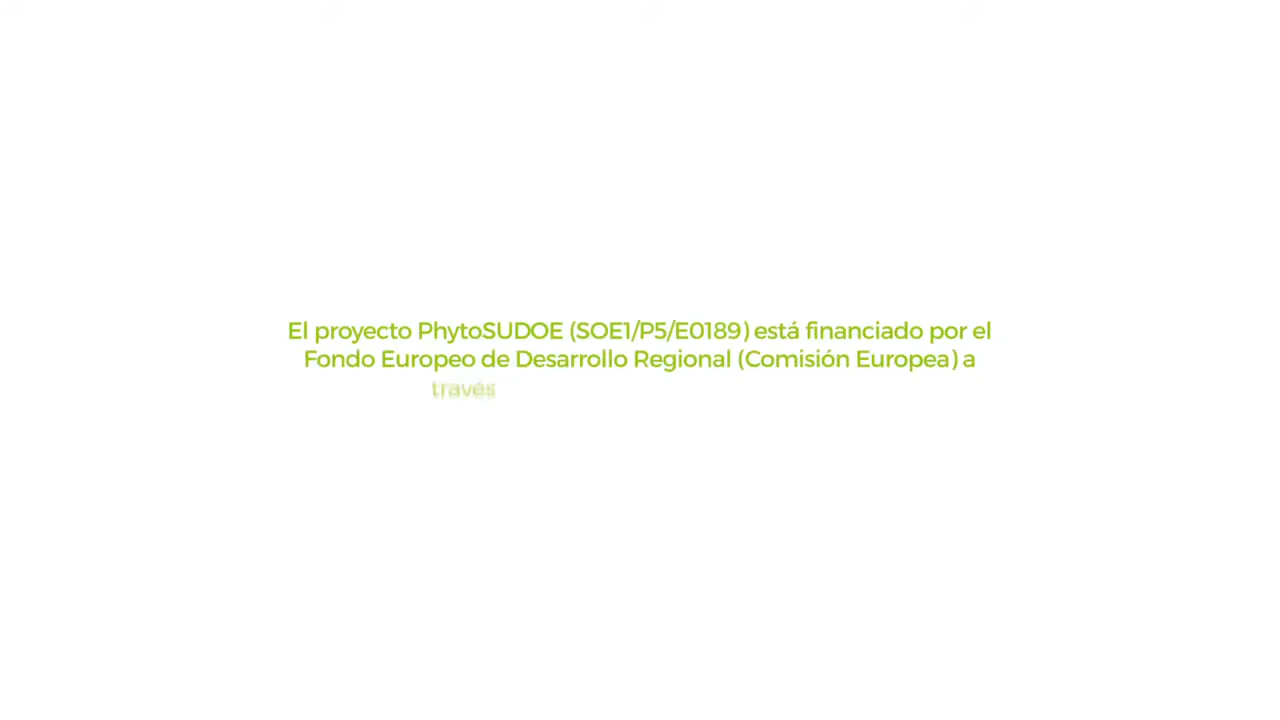 El proyecto PhytoSUDOE (SOE1/P5/E0189) está financiado por el
Fondo Europeo de Desarrollo Regional (Comisión Europea) a
través